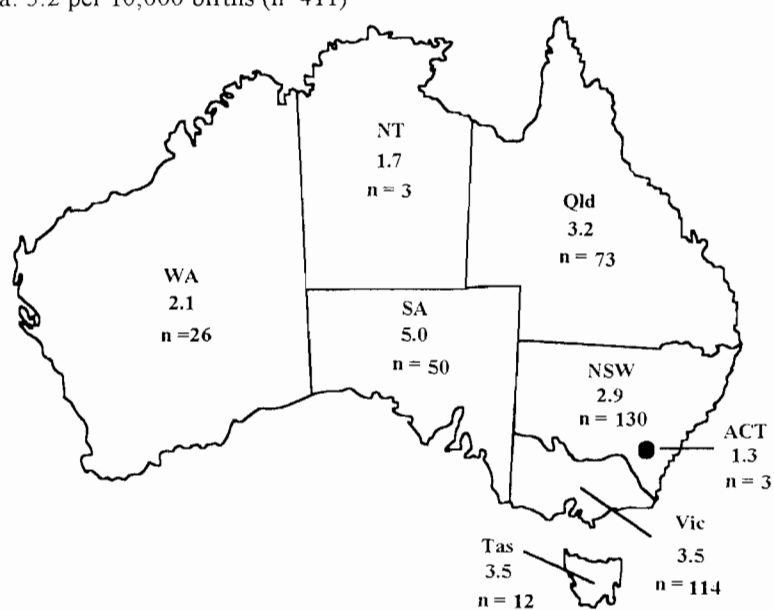 a: 3.2 per 10,000 births (n=411)
NT
1.7
n = 3
Qld
3.2
n = 73
WA
2.1
n =26
SA
5.0
n = 50
NSW
2.9
n = 130
ACT
1.3
n = 3
Vic
3.5
n = 114
Tas
3.5
n = 12